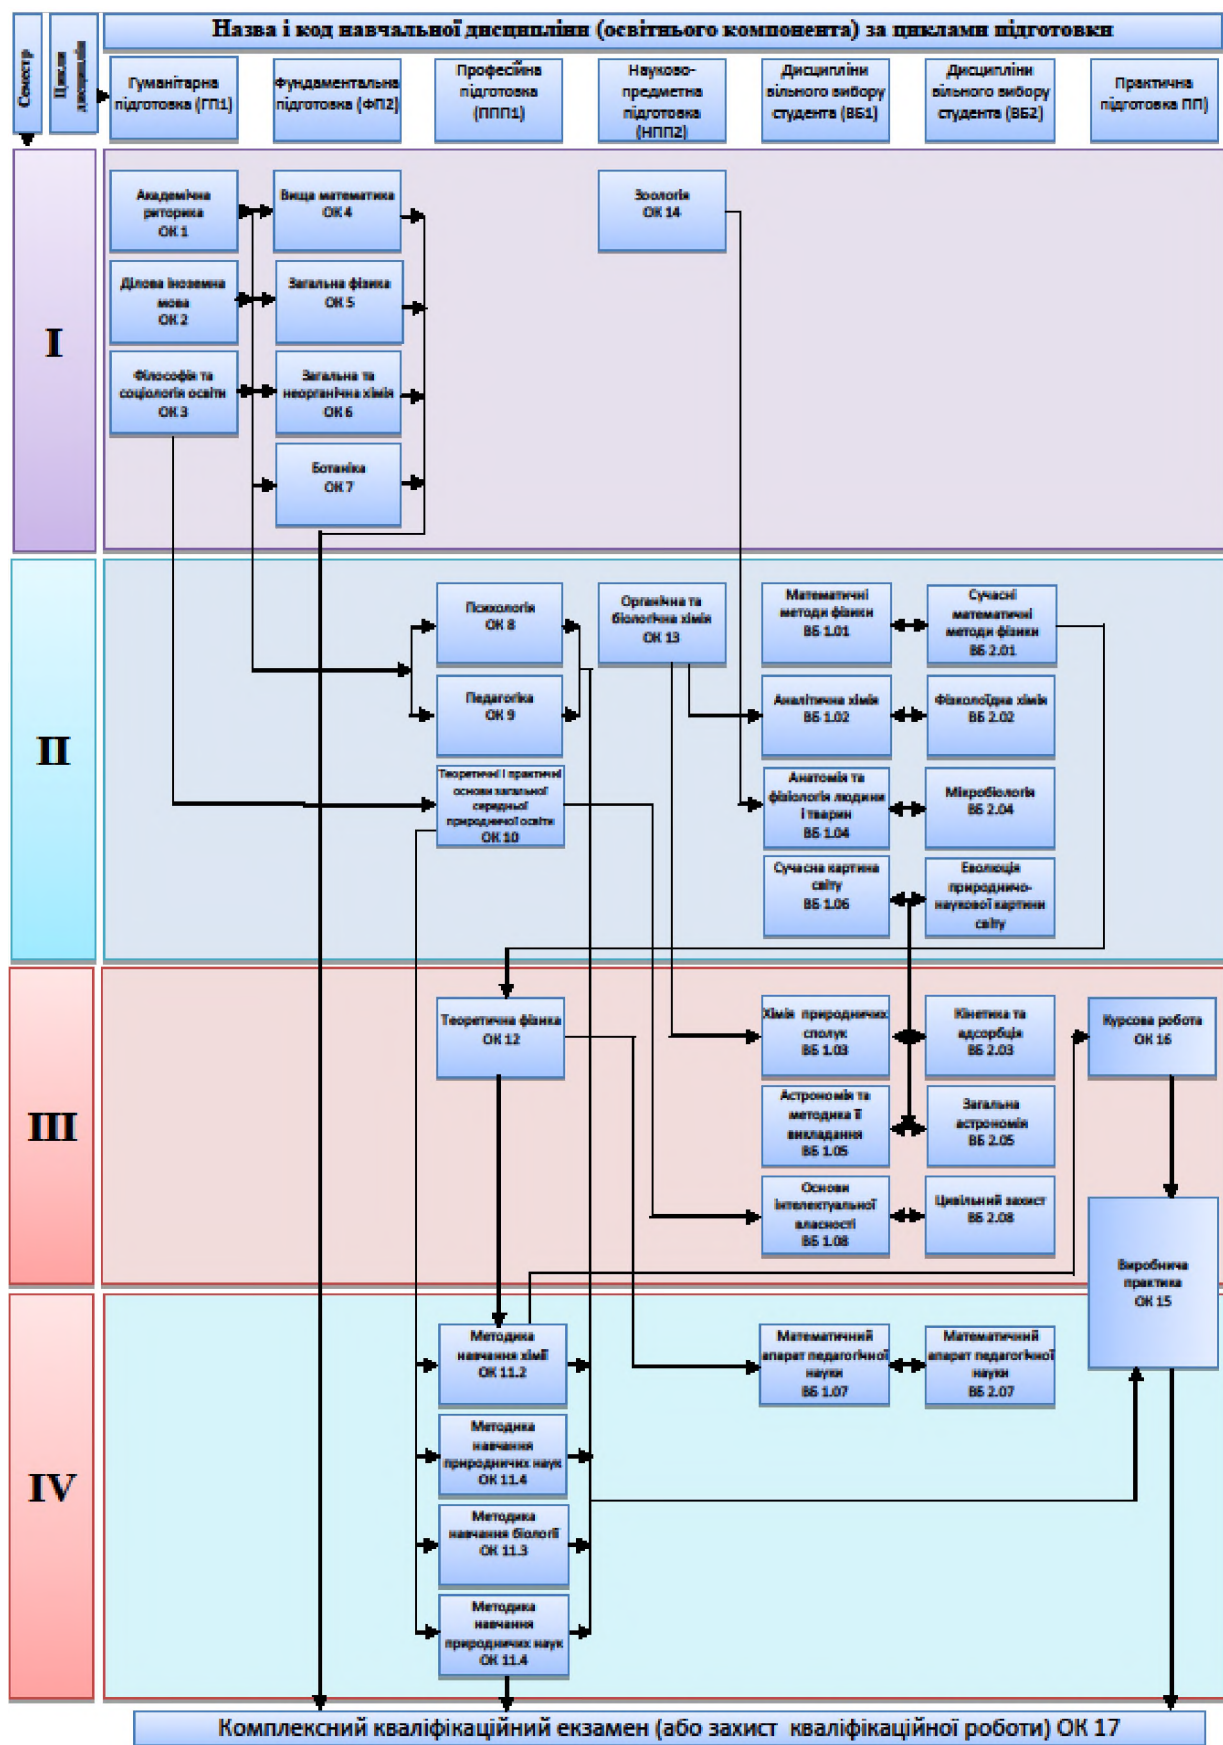 Назва і код навчальної дисципліни (освітнього компонента) за циклами підготовки
Семестр
Цикли
дисциплін
Гуманітарна
підготовка (ГП1)
Фундаментальна
підготовка (ФП2)
Професійна
підготовка
(ППП1)
Науково-
предметна
підготовка
(НПП2)
Дисципліни
вільного вибору
студента (ВБ1)
Дисципліни
вільного вибору
студента (ВБ2)
Практична
підготовка ПП)
I
Академічна
риторика
ОК 1
Вища математика
ОК 4
Зоологія
ОК 14
Ділова іноземна
мова
ОК 2
Загальна фізика
ОК 5
Філософія та
соціологія освіти
ОК 3
Загальна та
неорганічна хімія
ОК 6
Ботаніка
ОК 7
II
Психологія
ОК 8
Органічна та
біологічна хімія
ОК 13
Математичні
методи фізики
ВБ 1.01
Сучасні
математичні
методи фізики
ВБ 2.01
Педагогіка
ОК 9
Аналітична хімія
ВБ 1.02
Фізколоїдна хімія
ВБ 2.02
Теоретичні і практичні
основи загальної
середньої
природничої освіти
ОК 10
Анатомія та
фізіологія людини
і тварин
ВБ 1.04
Мікробіологія
ВБ 2.04
Сучасна картина
світу
ВБ 1.06
Еволюція
природничо-
наукової картини
світу
III
Теоретична фізика
ОК 12
Хімія природничих
сполук
ВБ 1.03
Кінетика та
адсорбція
ВБ 2.03
Курсова робота
ОК 16
Астрономія та
методика її
викладання
ВБ 1.05
Загальна
астрономія
ВБ 2.05
Основи
інтелектуальної
власності
ВБ 1.08
Цивільний захист
ВБ 2.08
Виробнича
практика
ОК 15
IV
Методика
навчання хімії
ОК 11.2
Математичний
апарат педагогічної
науки
ВБ 1.07
Математичний
апарат педагогічної
науки
ВБ 2.07
Методика
навчання
природничих наук
ОК 11.4
Методика
навчання біології
ОК 11.3
Методика
навчання
природничих наук
ОК 11.4
Комплексний кваліфікаційний екзамен (або захист кваліфікаційної роботи) ОК 17